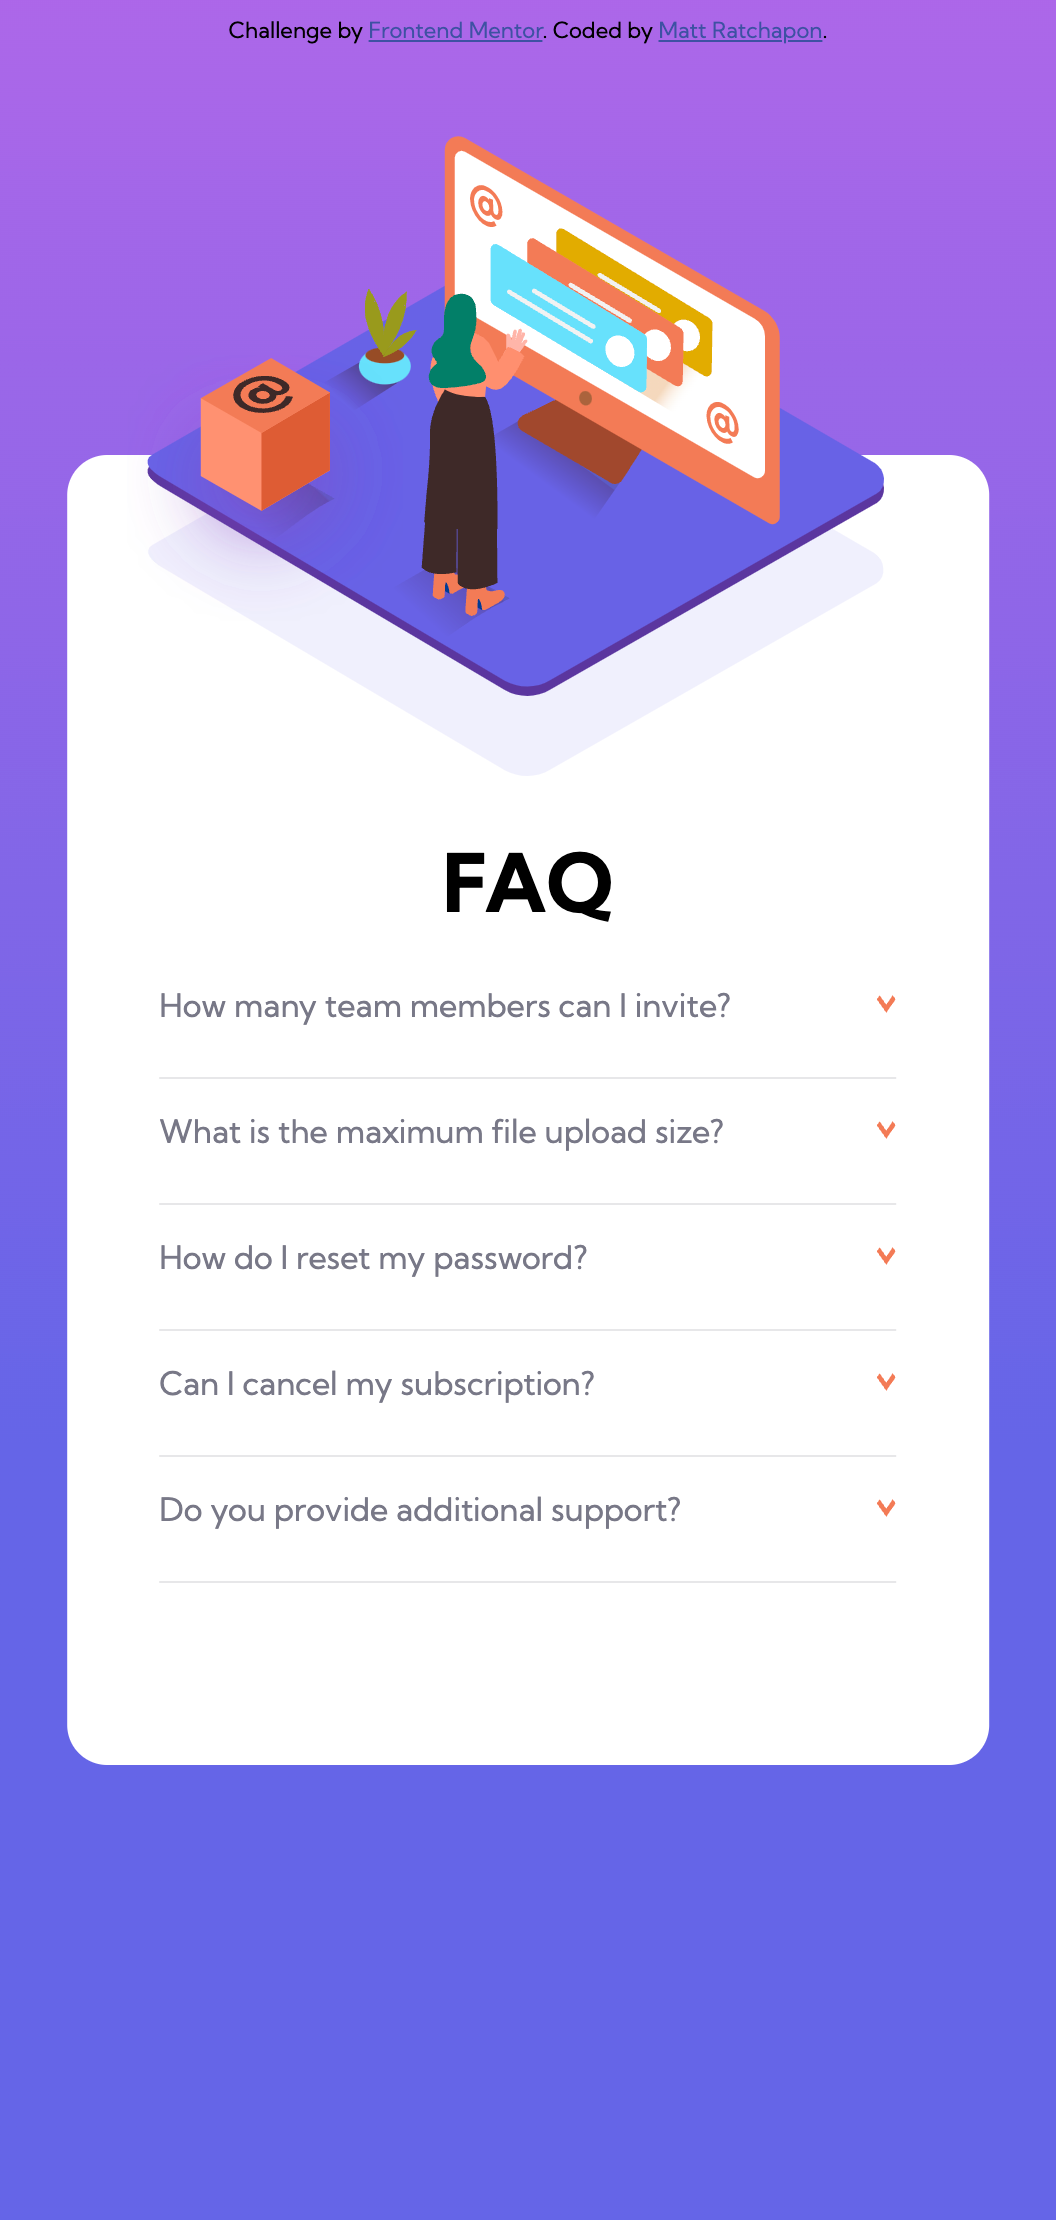 Challenge by Frontend Mentor. Coded by Matt Ratchapon.
@
@
@
FAQ
How many team members can I invite?
What is the maximum file upload size?
How do I reset my password?
Can I cancel my subscription?
Do you provide additional support?